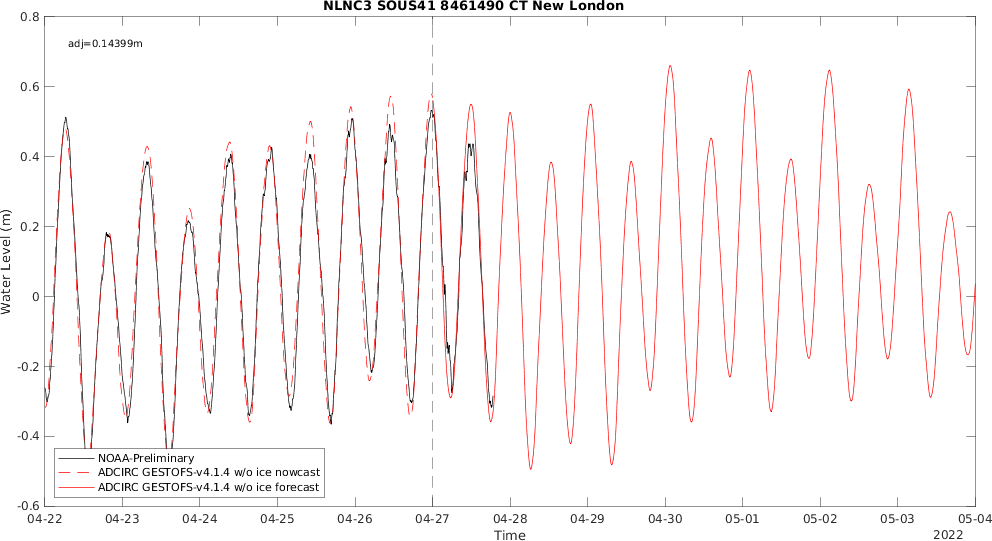 NLNC3 SOUS41 8461490 CT New London
adj=0.14399m
Water Level (m)
0.8
0.6
0.4
0.2
0
-0.2
-0.4
-0.6
NOAA-Preliminary
ADCIRC GESTOFS-v4.1.4 w/o ice nowcast
ADCIRC GESTOFS-v4.1.4 w/o ice forecast
04-22 04-23 04-24 04-25 04-26 04-27 04-28 04-29 04-30 05-01 05-02 05-03 05-04
Time
2022